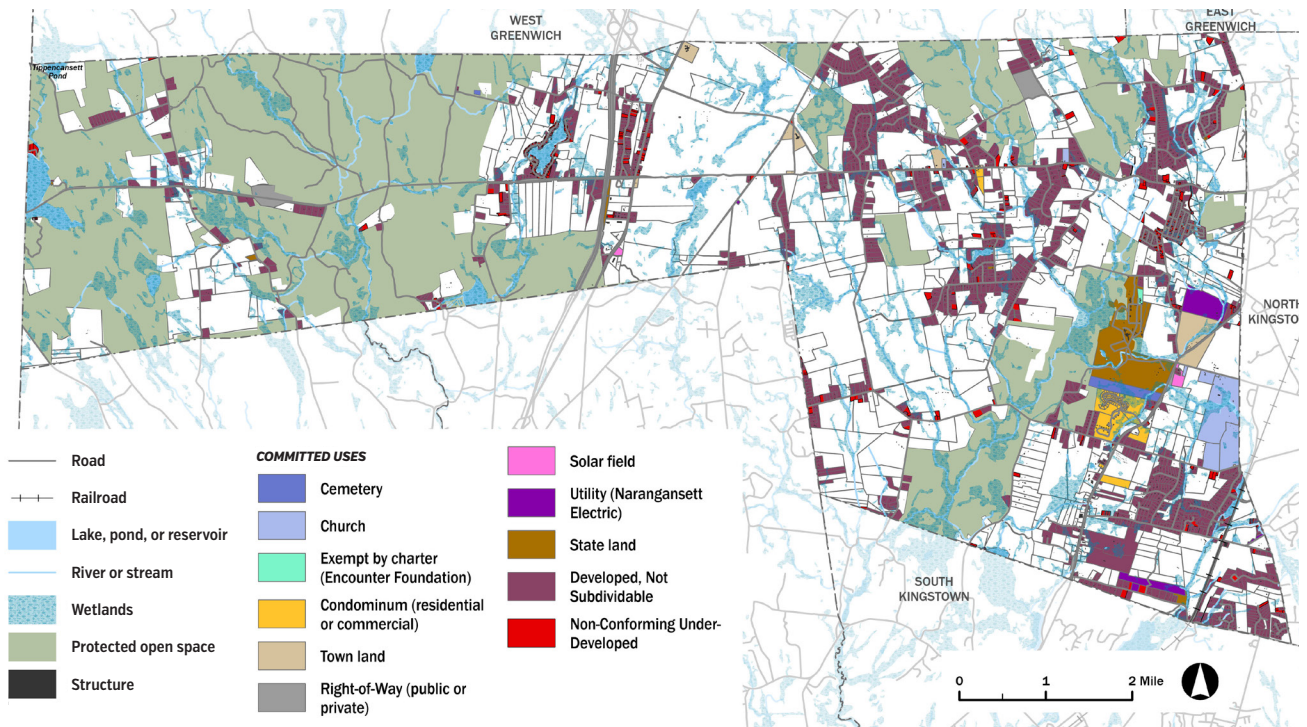 WEST
GREENWICH
EAST
GREENWICH
Tippencansett
Pond
NORTH
KINGSTO
SOUTH
KINGSTOWN
Road
Railroad
Lake, pond, or reservoir
River or stream
Wetlands
Protected open space
Structure
COMMITTED USES
Cemetery
Church
Exempt by charter
(Encounter Foundation)
Condominum (residential
or commercial)
Town land
Right-of-Way (public or
private)
Solar field
Utility (Narangansett
Electric)
State land
Developed, Not
Subdividable
Non-Conforming Under-
Developed
0 1 2 Mile